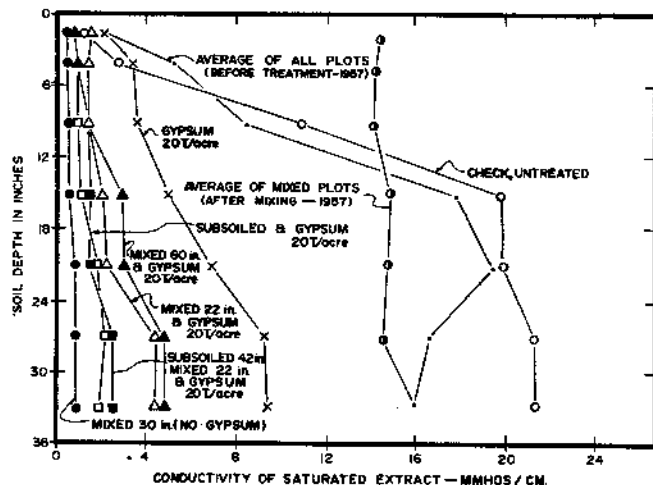 0
6
12
18
24
30
36
SOIL DEPTH IN INCHES
AVERAGE OF ALL PLOTS
(BEFORE TREATMENT-1957)
GYPSUM
20T/acre
CHECK, UNTREATED
AVERAGE OF MIXED PLOTS
(AFTER MIXING — 1957)
SUBSOILED & GYPSUM
20T/acre
MIXED 60 in.
& GYPSUM
20T/acre
MIXED 22 in.
& GYPSUM
20T/acre
SUBSOILED 42 in
MIXED 22 in.
& GYPSUM
20T/acre
MIXED 30 in. (NO GYPSUM)
4 8 12 16 20 24
CONDUCTIVITY OF SATURATED EXTRACT — MMHOS/CM.